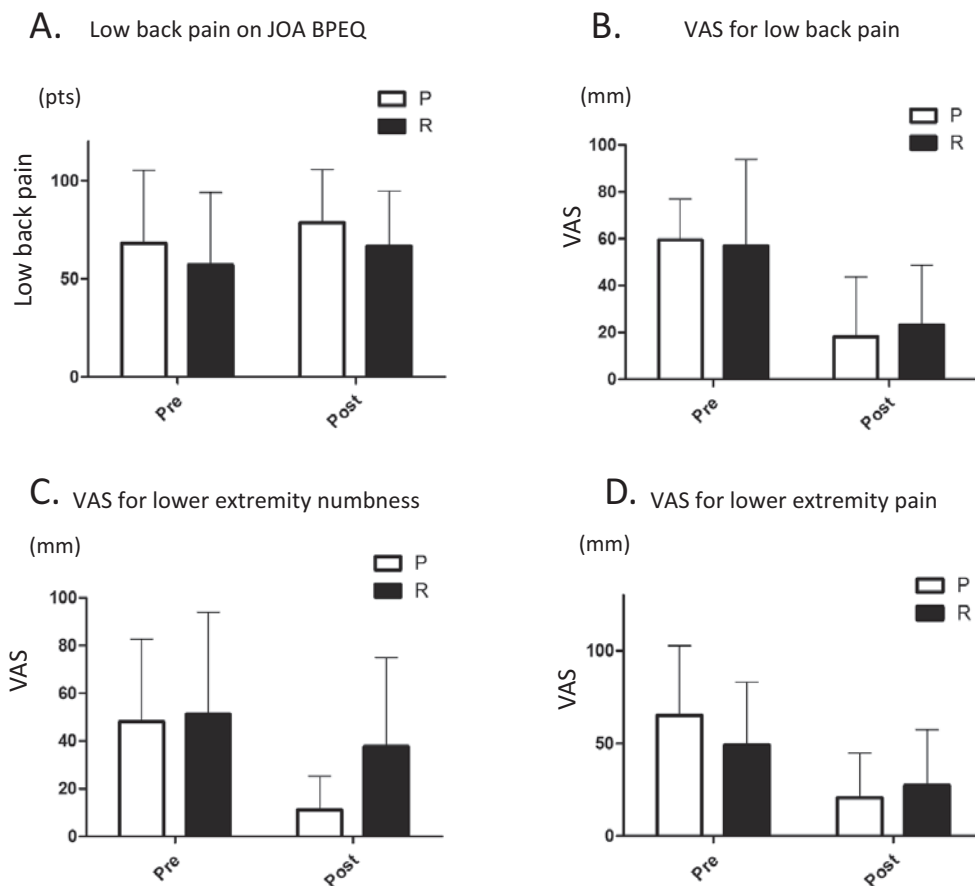 A. Low back pain on JOA BPEQ
(pts)
P
R
Low back pain
100
50
0
Pre
Post
B. VAS for low back pain
(mm)
P
R
VAS
100
80
60
40
20
0
Pre
Post
C. VAS for lower extremity numbness
(mm)
P
R
VAS
100
80
60
40
20
0
Pre
Post
D. VAS for lower extremity pain
(mm)
P
R
VAS
100
50
0
Pre
Post